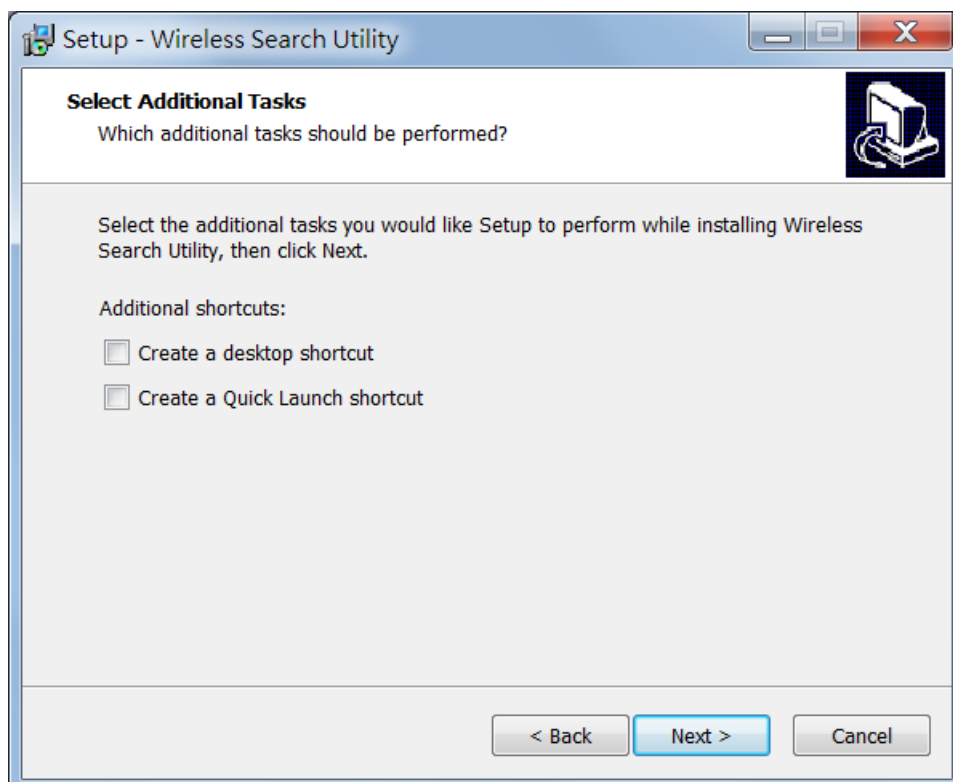 Setup - Wireless Search Utility
Select Additional Tasks
Which additional tasks should be performed?
Select the additional tasks you would like Setup to perform while installing Wireless
Search Utility, then click Next.
Additional shortcuts:
Create a desktop shortcut
Create a Quick Launch shortcut
< Back
Next >
Cancel